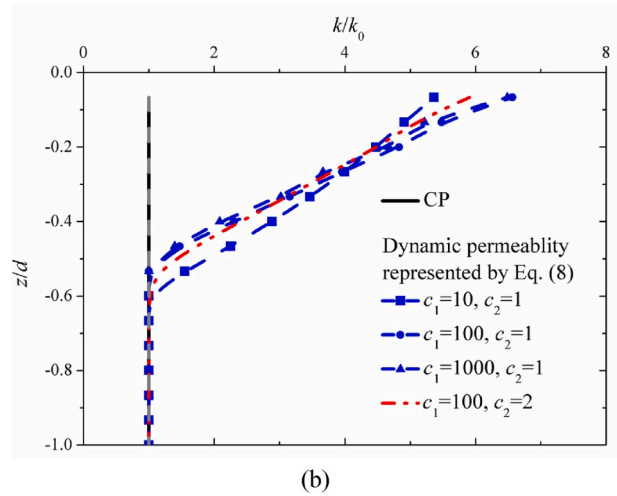 k/k₀
0 2 4 6 8
0.0
-0.2
-0.4
-0.6
-0.8
-1.0
z/d
CP
Dynamic permeablity
represented by Eq. (8)
c₁=10, c₂=1
c₁=100, c₂=1
c₁=1000, c₂=1
c₁=100, c₂=2
(b)